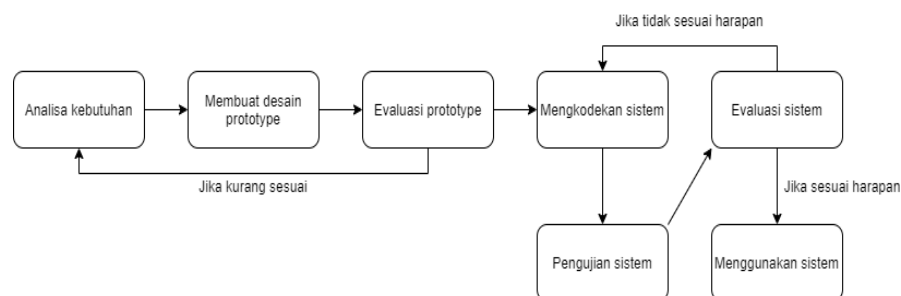 Jika tidak sesuai harapan
Analisa kebutuhan
Membuat desain
prototype
Evaluasi prototype
Mengkodekan sistem
Evaluasi sistem
Jika kurang sesuai
Jika sesuai harapan
Pengujian sistem
Menggunakan sistem